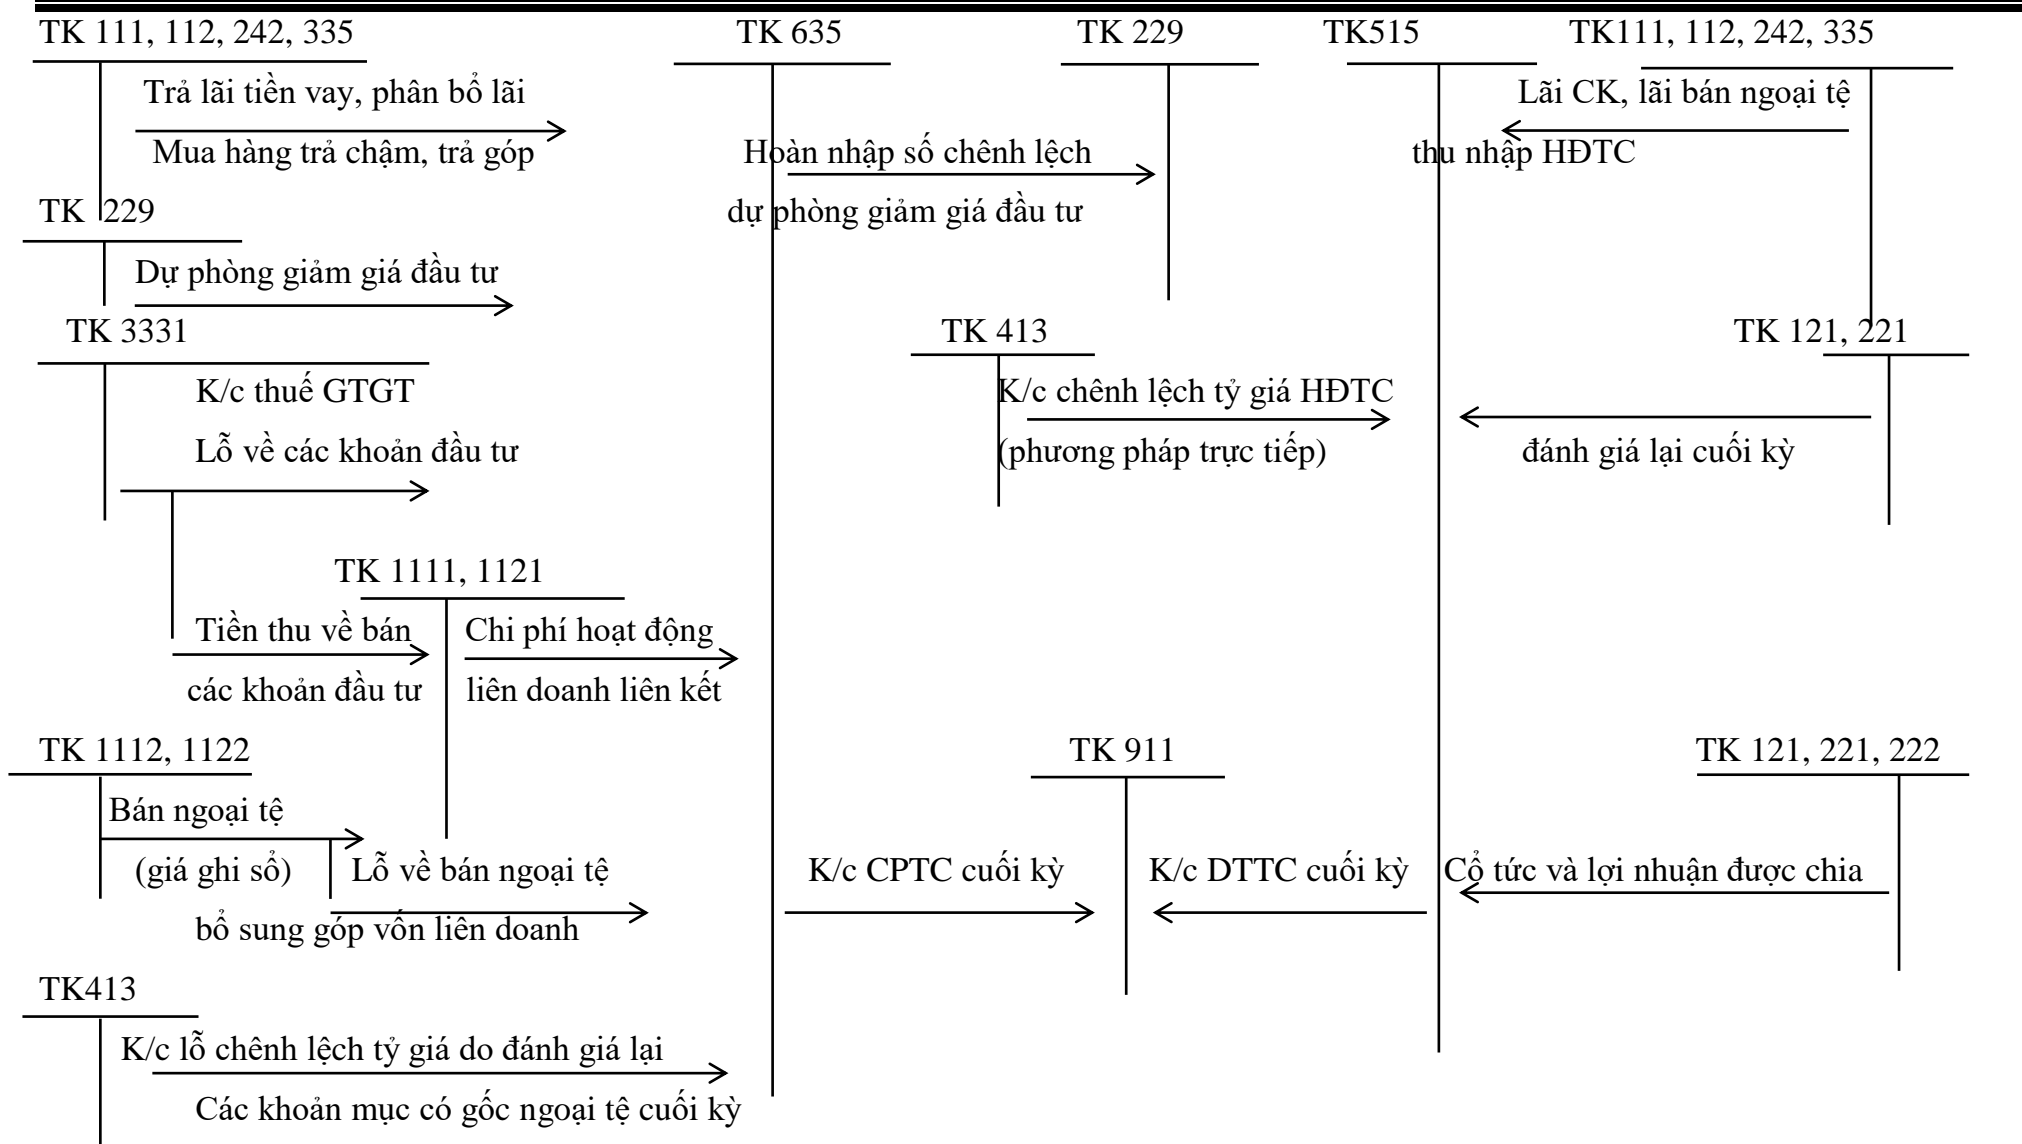 TK 111, 112, 242, 335 TK 635 TK 229 TK515 TK111, 112, 242, 335
Trả lãi tiền vay, phân bổ lãi Lãi CK, lãi bán ngoại tệ
Mua hàng trả chậm, trả góp Hoàn nhập số chênh lệch thu nhập HĐTC
TK 229 dự phòng giảm giá đầu tư
Dự phòng giảm giá đầu tư
TK 3331 TK 413 TK 121, 221
K/c thuế GTGT K/c chênh lệch tỷ giá HĐTC
Lỗ về các khoản đầu tư (phương pháp trực tiếp) đánh giá lại cuối kỳ
TK 1111, 1121
Tiền thu về bán Chi phí hoạt động
các khoản đầu tư liên doanh liên kết
TK 1112, 1122 TK 911 TK 121, 221, 222
Bán ngoại tệ
(giá ghi sổ) Lỗ về bán ngoại tệ K/c CPTC cuối kỳ K/c DTTC cuối kỳ Cổ tức và lợi nhuận được chia
bổ sung góp vốn liên doanh
TK413
K/c lỗ chênh lệch tỷ giá do đánh giá lại
Các khoản mục có gốc ngoại tệ cuối kỳ